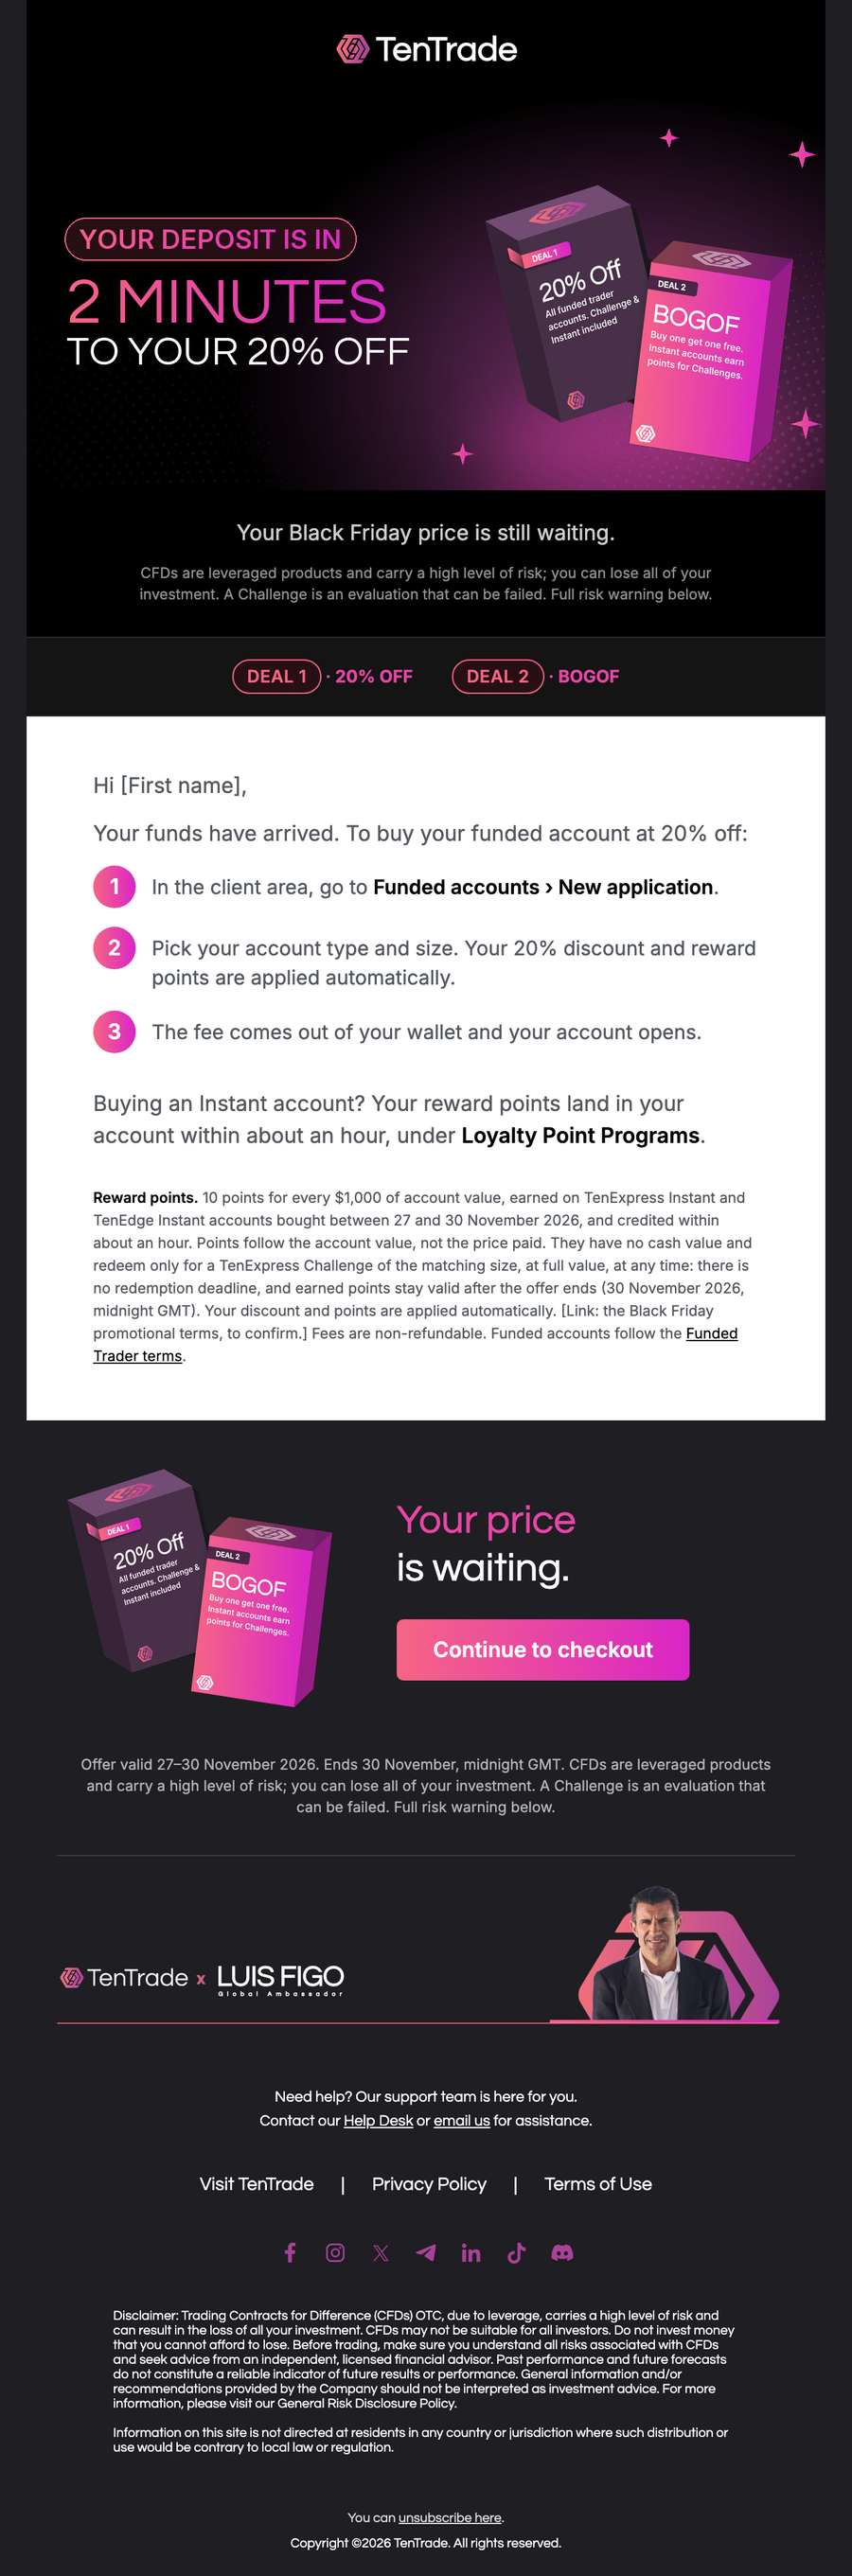 TenTrade
YOUR DEPOSIT IS IN
2 MINUTES
TO YOUR 20% OFF
DEAL 1
20% Off
All funded trader
accounts. Challenge &
Instant included
DEAL 2
BOGOF
Buy one get one free.
Instant accounts earn
points for Challenges.
Your Black Friday price is still waiting.
CFDs are leveraged products and carry a high level of risk; you can lose all of your
investment. A Challenge is an evaluation that can be failed. Full risk warning below.
DEAL 1 · 20% OFF DEAL 2 · BOGOF
Hi [First name],
Your funds have arrived. To buy your funded account at 20% off:
1 In the client area, go to Funded accounts › New application.
2 Pick your account type and size. Your 20% discount and reward
points are applied automatically.
3 The fee comes out of your wallet and your account opens.
Buying an Instant account? Your reward points land in your
account within about an hour, under Loyalty Point Programs.
Reward points. 10 points for every $1,000 of account value, earned on TenExpress Instant and
TenEdge Instant accounts bought between 27 and 30 November 2026, and credited within
about an hour. Points follow the account value, not the price paid. They have no cash value and
redeem only for a TenExpress Challenge of the matching size, at full value, at any time: there is
no redemption deadline, and earned points stay valid after the offer ends (30 November 2026,
midnight GMT). Your discount and points are applied automatically. [Link: the Black Friday
promotional terms, to confirm.] Fees are non-refundable. Funded accounts follow the Funded
Trader terms.
DEAL 1
20% Off
All funded trader
accounts. Challenge &
Instant included
DEAL 2
BOGOF
Buy one get one free.
Instant accounts earn
points for Challenges.
Your price
is waiting.
Continue to checkout
Offer valid 27–30 November 2026. Ends 30 November, midnight GMT. CFDs are leveraged products
and carry a high level of risk; you can lose all of your investment. A Challenge is an evaluation that
can be failed. Full risk warning below.
TenTrade x LUIS FIGO
Global Ambassador
Need help? Our support team is here for you.
Contact our Help Desk or email us for assistance.
Visit TenTrade | Privacy Policy | Terms of Use
Disclaimer: Trading Contracts for Difference (CFDs) OTC, due to leverage, carries a high level of risk and
can result in the loss of all your investment. CFDs may not be suitable for all investors. Do not invest money
that you cannot afford to lose. Before trading, make sure you understand all risks associated with CFDs
and seek advice from an independent, licensed financial advisor. Past performance and future forecasts
do not constitute a reliable indicator of future results or performance. General information and/or
recommendations provided by the Company should not be interpreted as investment advice. For more
information, please visit our General Risk Disclosure Policy.
Information on this site is not directed at residents in any country or jurisdiction where such distribution or
use would be contrary to local law or regulation.
You can unsubscribe here.
Copyright ©2026 TenTrade. All rights reserved.